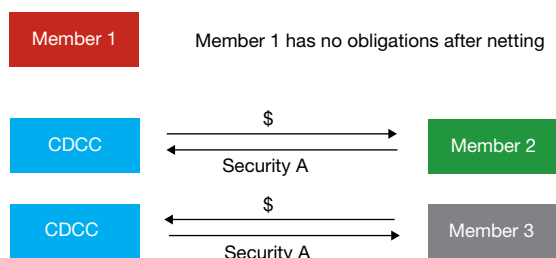 Member 1
Member 1 has no obligations after netting
$
CDCC
Member 2
Security A
$
CDCC
Member 3
Security A